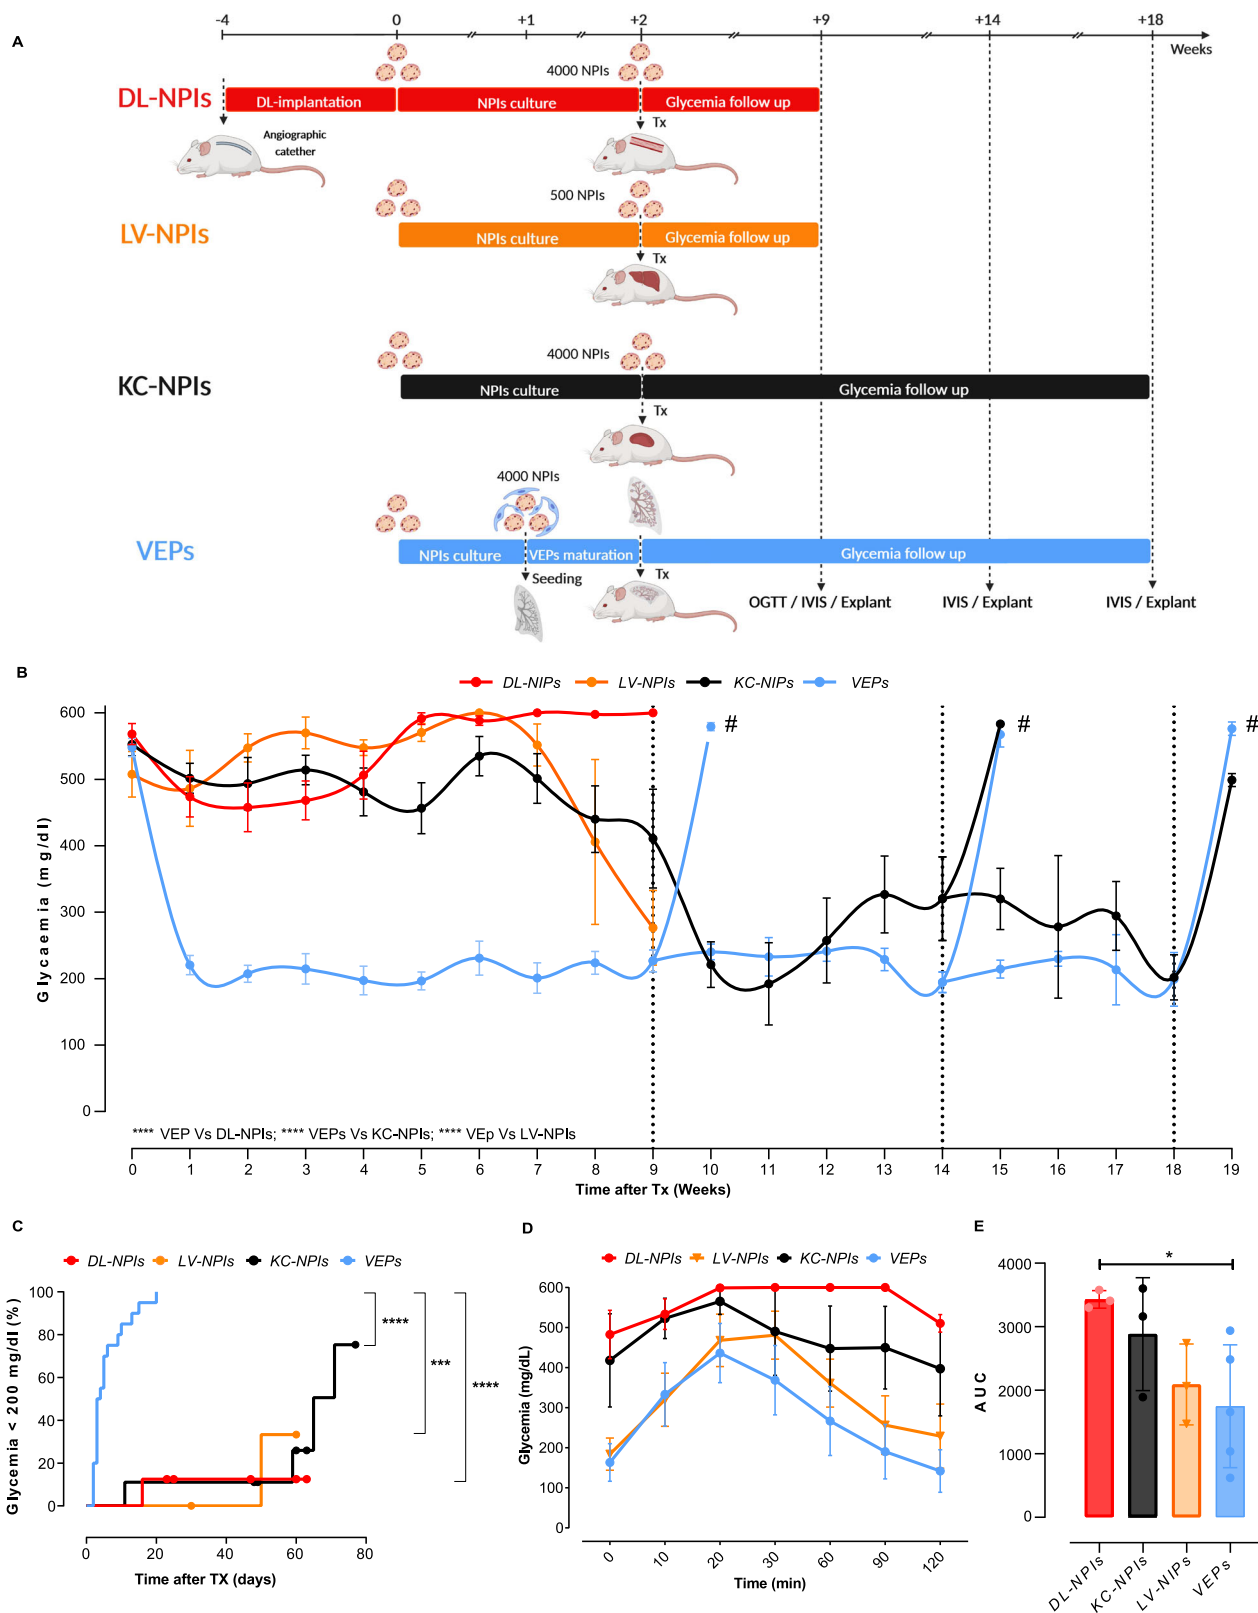 A
-4 0 +1 +2 +9 +14 +18
Weeks
4000 NPIs
DL-NPIs DL-implantation NPIs culture Glycemia follow up
Tx
Angiographic
catheter
500 NPIs
LV-NPIs NPIs culture Glycemia follow up
Tx
4000 NPIs
KC-NPIs NPIs culture Glycemia follow up
Tx
4000 NPIs
VEPs NPIs culture VEPs maturation Glycemia follow up
Seeding Tx
OGTT / IVIS / Explant IVIS / Explant IVIS / Explant
B
DL-NIPs LV-NPIs KC-NIPs VEPs
600
500
400
300
200
100
0
Glycaemia (mg/dl)
# # #
**** VEP Vs DL-NPIs; **** VEPs Vs KC-NPIs; **** VEp Vs LV-NPIs
0 1 2 3 4 5 6 7 8 9 10 11 12 13 14 15 16 17 18 19
Time after Tx (Weeks)
C
DL-NPIs LV-NPIs KC-NPIs VEPs
100
80
60
40
20
0
Glycemia < 200 mg/dl (%)
**** *** ****
0 20 40 60 80
Time after TX (days)
D
DL-NPIs LV-NPIs KC-NPIs VEPs
600
500
400
300
200
100
0
Glycemia (mg/dL)
0 10 20 30 60 90 120
Time (min)
E
*
4000
3000
2000
1000
0
AUC
DL-NPIs KC-NPIs LV-NIPs VEPs